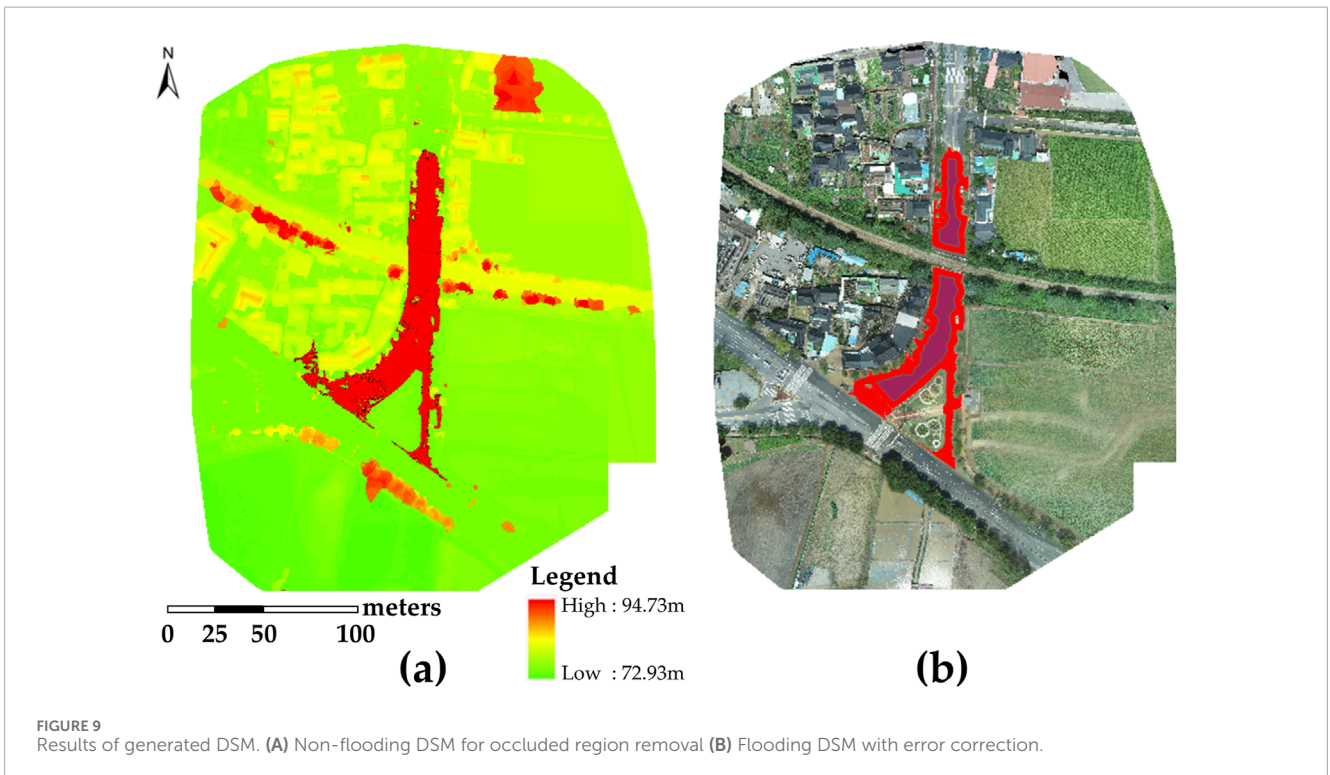 N
Legend
High : 94.73m
Low : 72.93m
meters
0 25 50 100
(a)
(b)
FIGURE 9
Results of generated DSM. (A) Non-flooding DSM for occluded region removal (B) Flooding DSM with error correction.